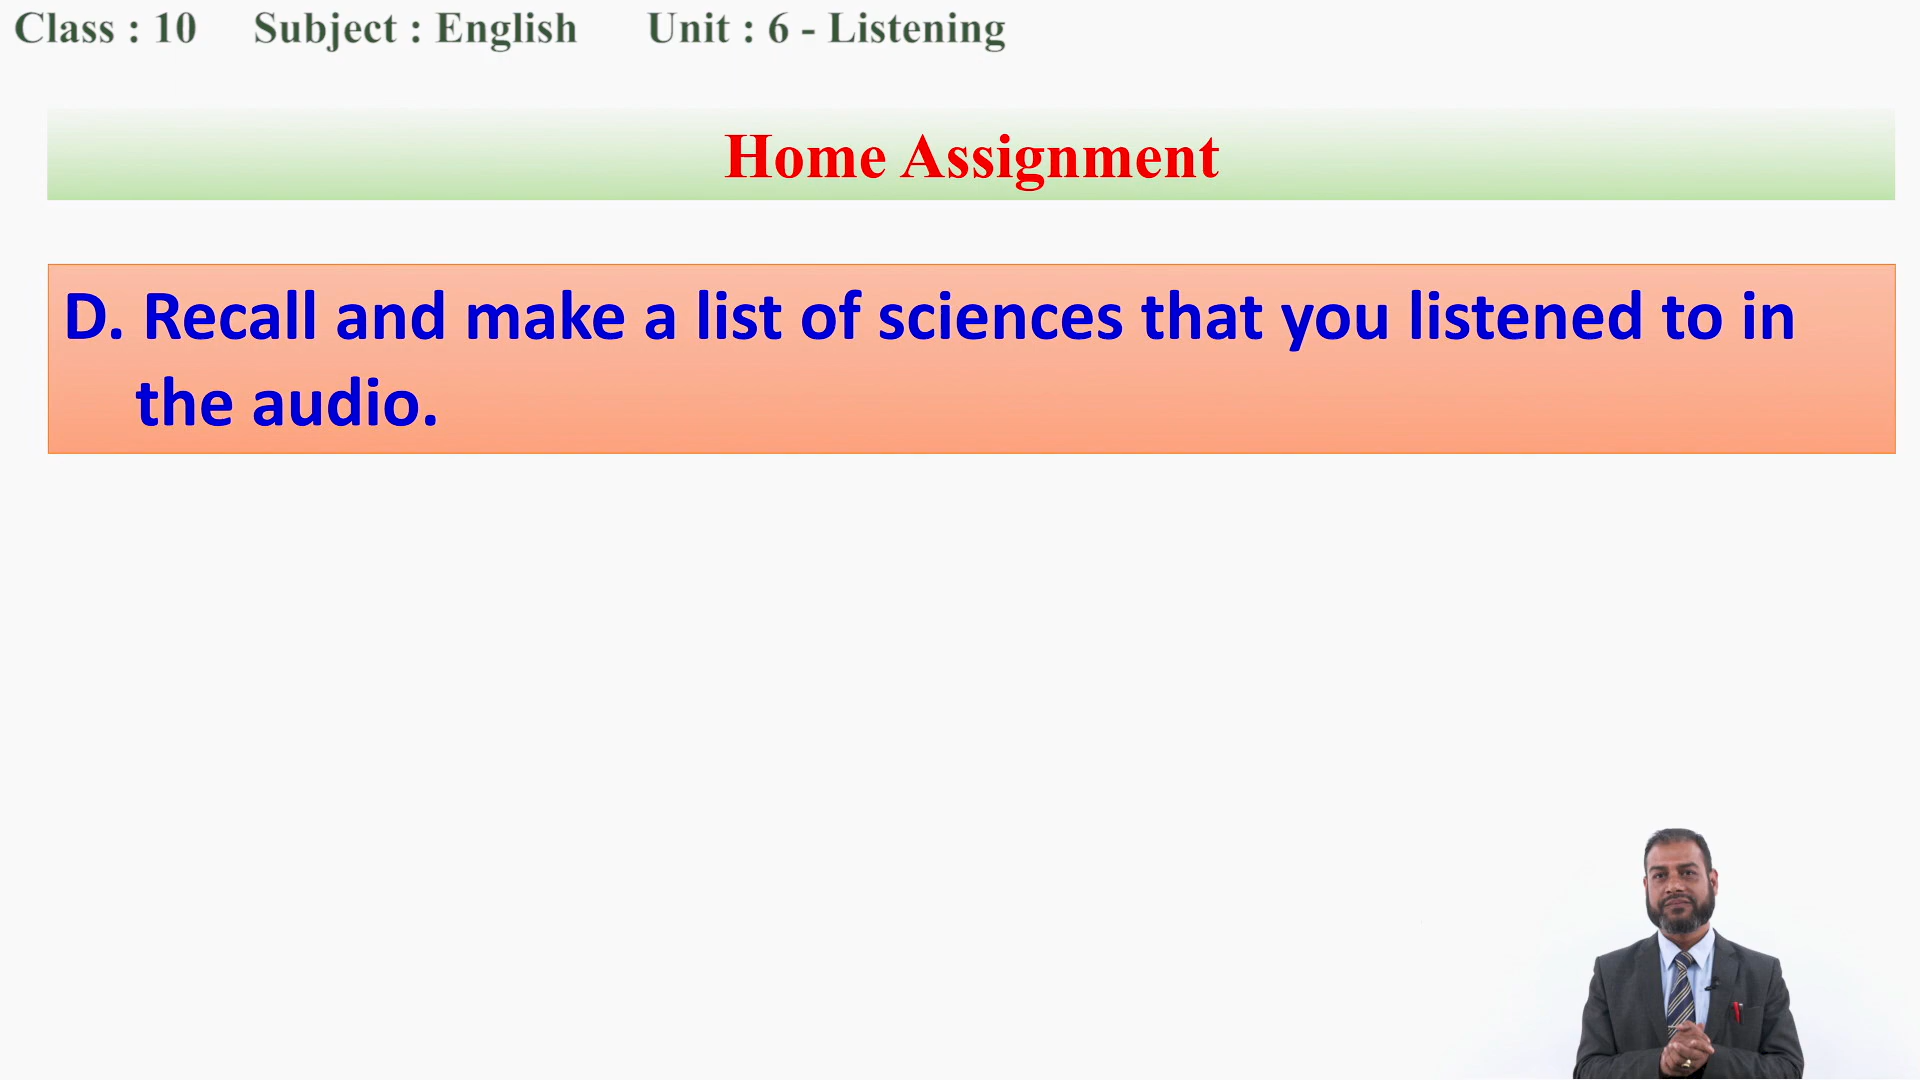 Class : 10 Subject : English Unit : 6 - Listening
Home Assignment
D. Recall and make a list of sciences that you listened to in
the audio.